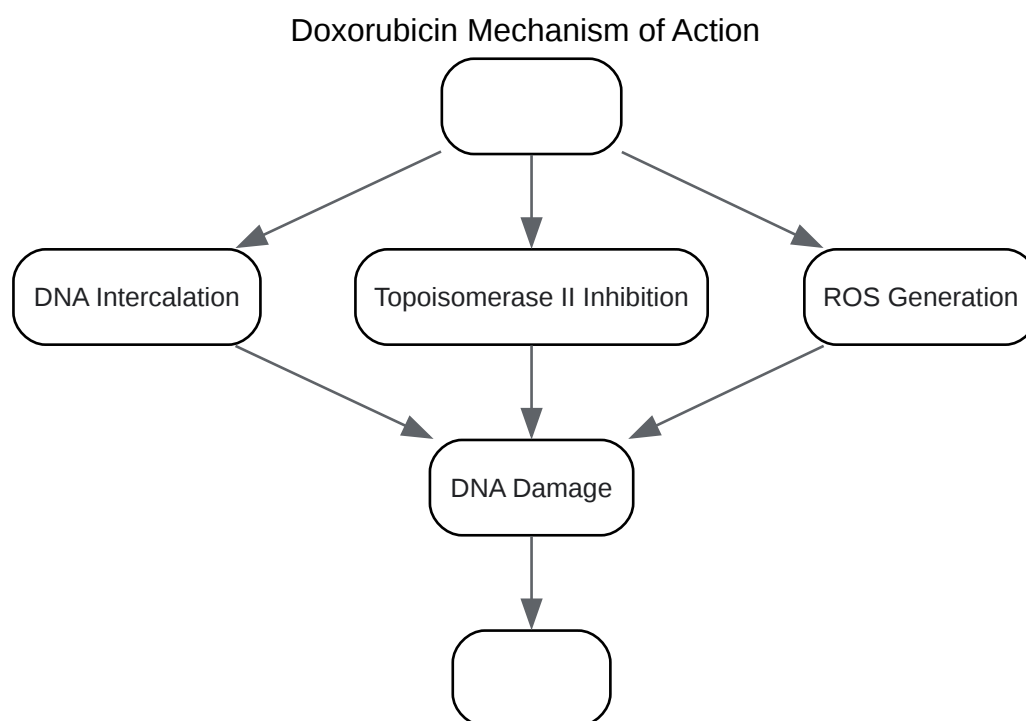 Doxorubicin Mechanism of Action
DNA Intercalation
Topoisomerase II Inhibition
ROS Generation
DNA Damage